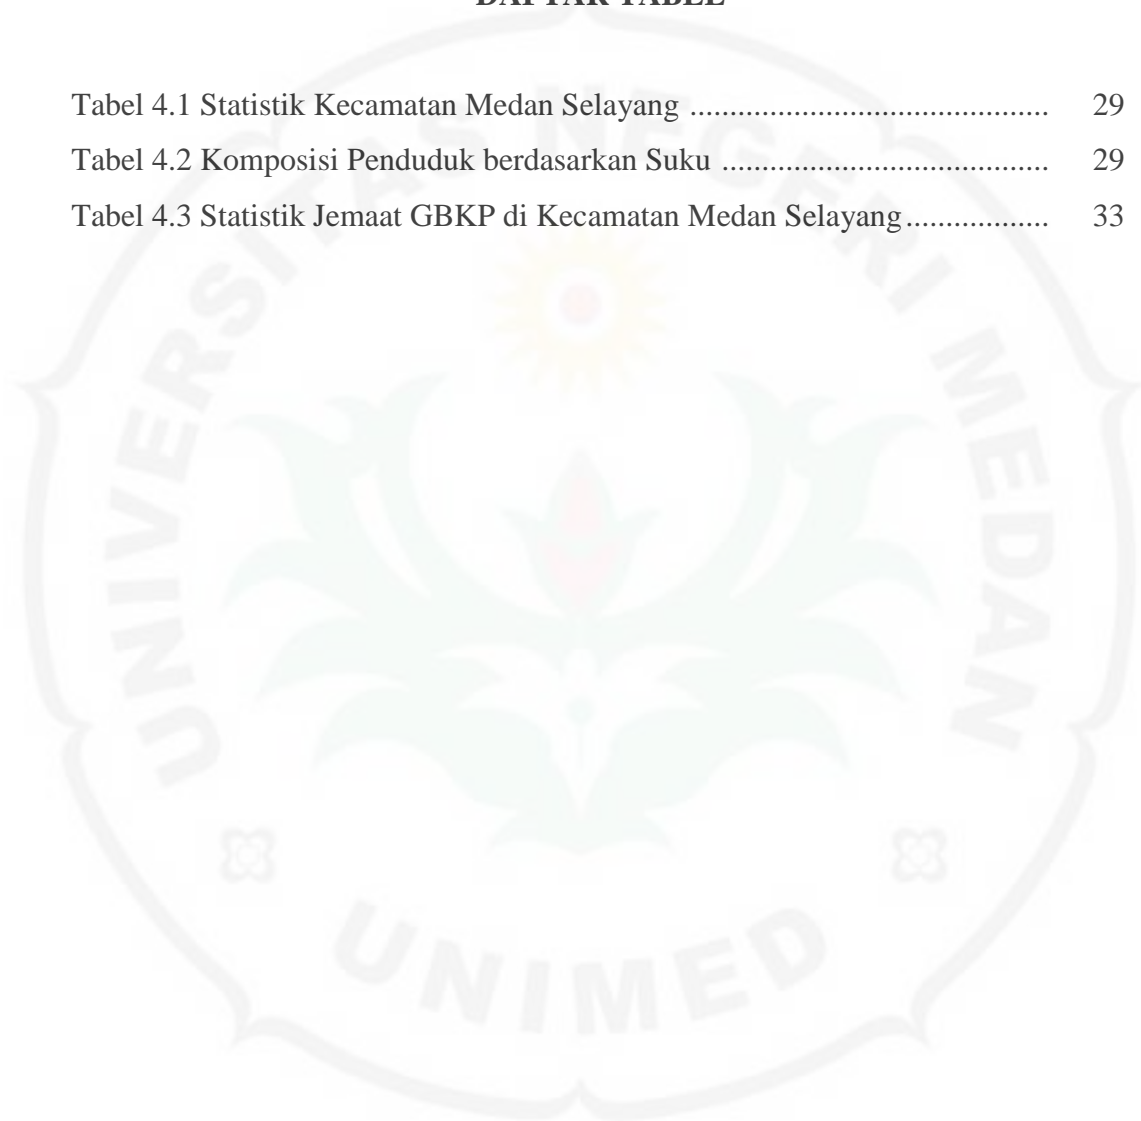 DAFTAR TABEL
Tabel 4.1 Statistik Kecamatan Medan Selayang ............................................. 29
Tabel 4.2 Komposisi Penduduk berdasarkan Suku ......................................... 29
Tabel 4.3 Statistik Jemaat GBKP di Kecamatan Medan Selayang.................. 33
UNIVERSITAS NEGERI MEDAN
UNIMED